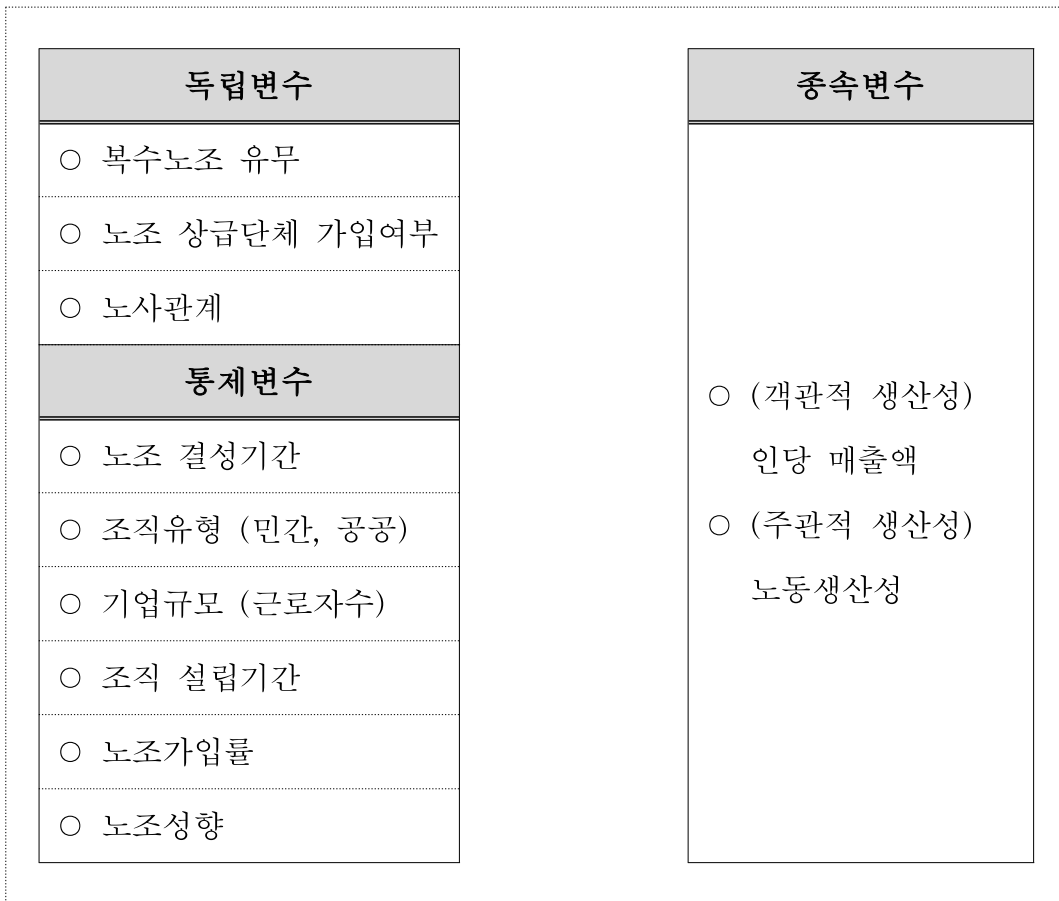 독립변수
○ 복수노조 유무
○ 노조 상급단체 가입여부
○ 노사관계
통제변수
○ 노조 결성기간
○ 조직유형 (민간, 공공)
○ 기업규모 (근로자수)
○ 조직 설립기간
○ 노조가입률
○ 노조성향
종속변수
○ (객관적 생산성)
인당 매출액
○ (주관적 생산성)
노동생산성